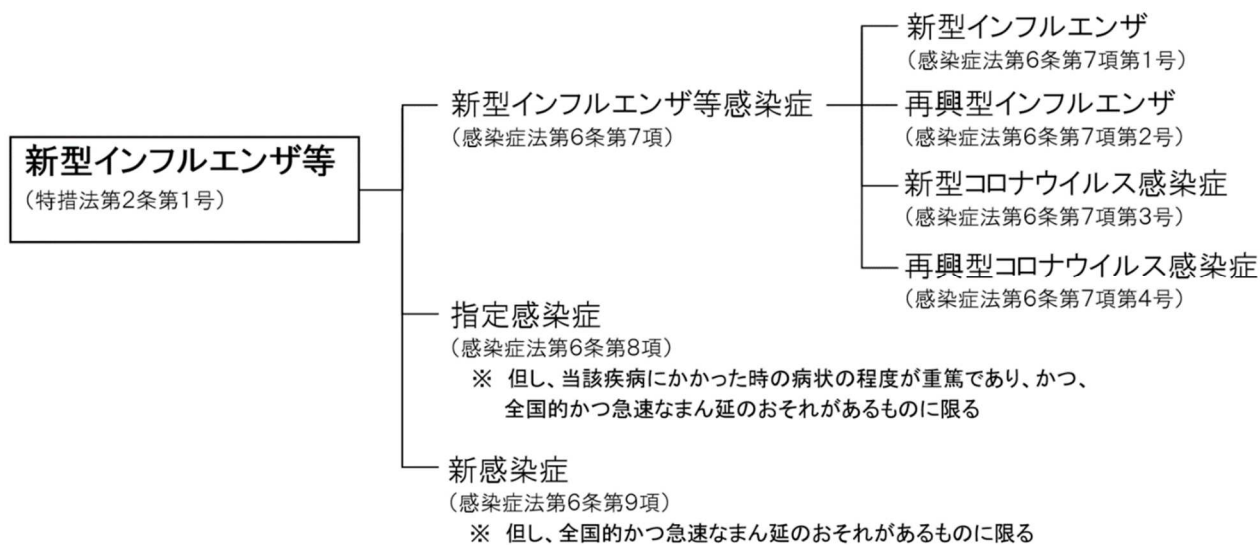 新型インフルエンザ等
（特措法第2条第1号）
新型インフルエンザ等感染症
（感染症法第6条第7項）
新型インフルエンザ
（感染症法第6条第7項第1号）
再興型インフルエンザ
（感染症法第6条第7項第2号）
新型コロナウイルス感染症
（感染症法第6条第7項第3号）
再興型コロナウイルス感染症
（感染症法第6条第7項第4号）
指定感染症
（感染症法第6条第8項）
※ 但し、当該疾病にかかった時の病状の程度が重篤であり、かつ、
全国的かつ急速なまん延のおそれがあるものに限る
新感染症
（感染症法第6条第9項）
※ 但し、全国的かつ急速なまん延のおそれがあるものに限る